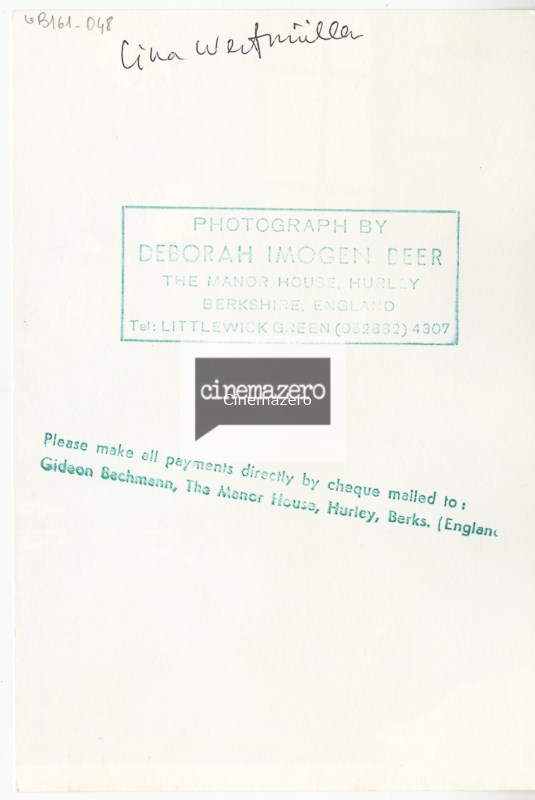 GB161-048
Lina Wertmüller
PHOTOGRAPH BY
DEBORAH IMOGEN BEER
THE MANOR HOUSE, HURLEY
BERKSHIRE, ENGLAND
Tel: LITTLEWICK GREEN (062882) 4307
cinemazero
Cinemazero
Please make all payments directly by cheque mailed to:
Gideon Bachmann, The Manor House, Hurley, Berks. (Englan